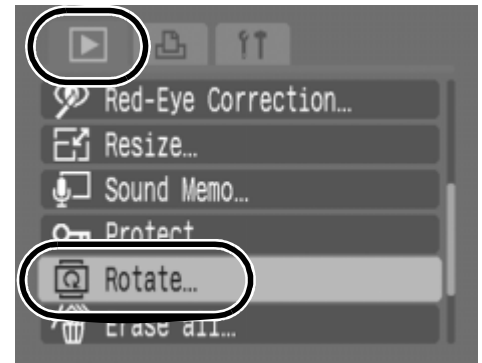 Red-Eye Correction...
Resize...
Sound Memo...
Protect...
Rotate...
Erase all...